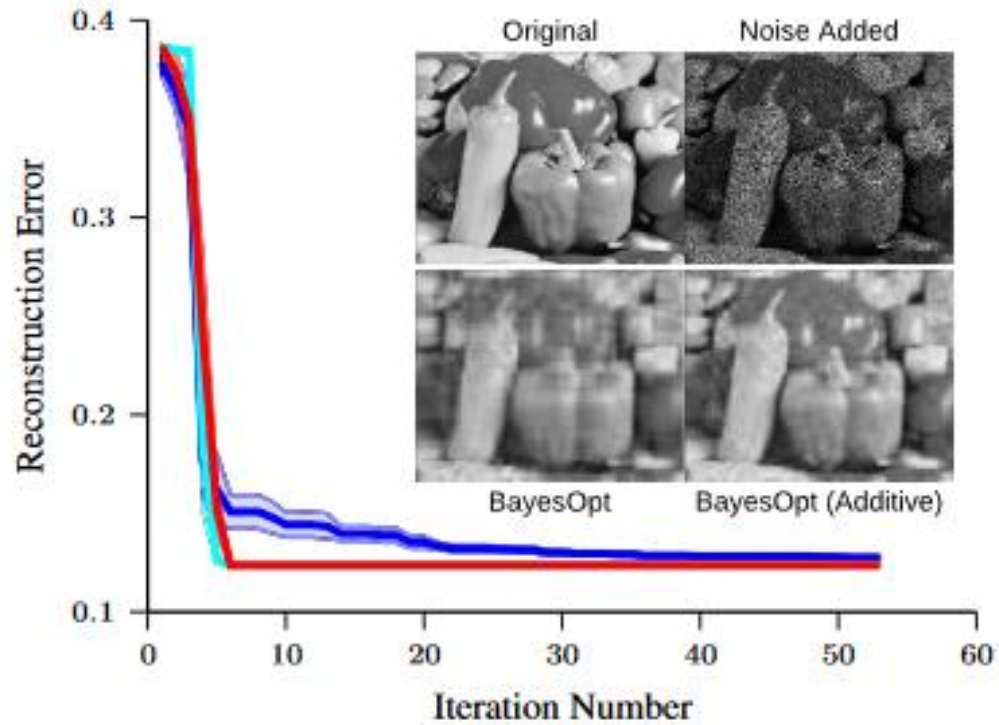 Original
Noise Added
BayesOpt
BayesOpt (Additive)
Reconstruction Error
0.4
0.3
0.2
0.1
0
10
20
30
40
50
60
Iteration Number